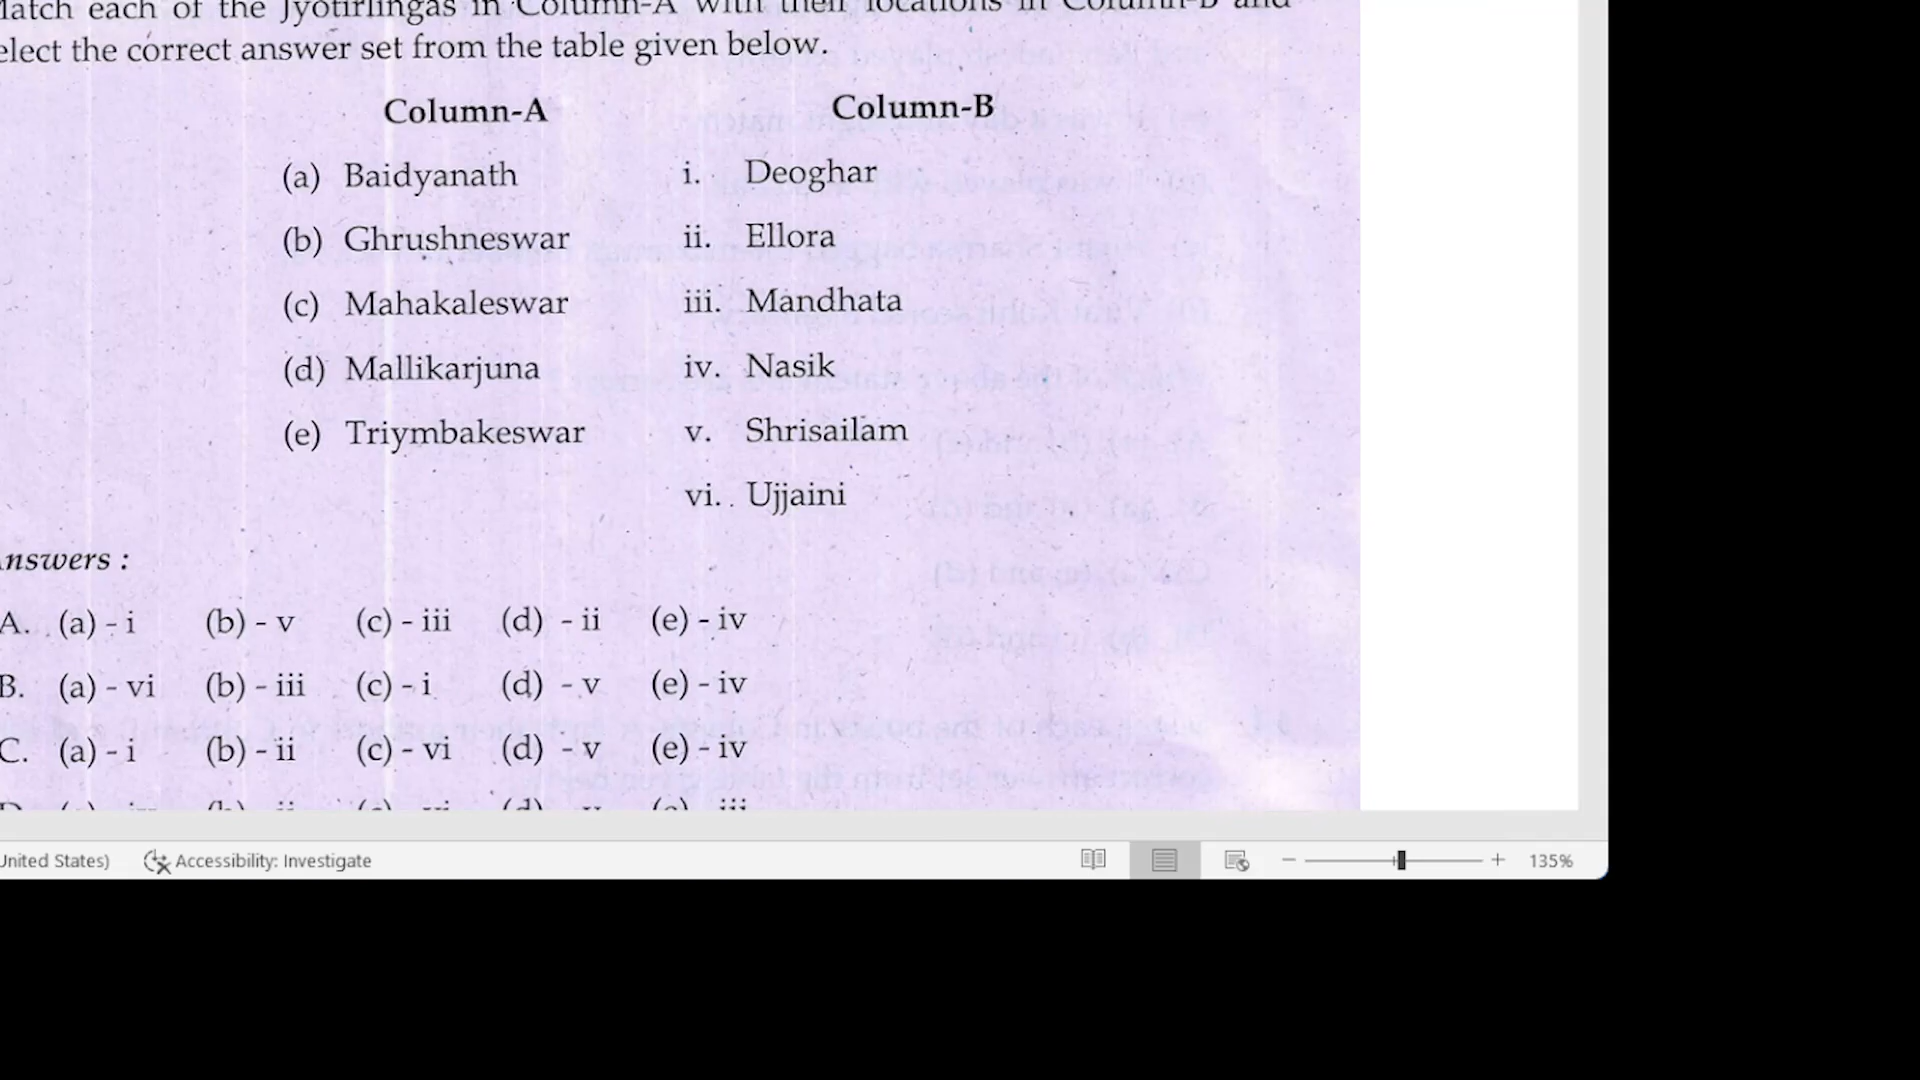 Match each of the Jyotirlingas in Column-A with their locations in Column-B and
elect the correct answer set from the table given below.
Column-A Column-B
(a) Baidyanath i. Deoghar
(b) Ghrushneswar ii. Ellora
(c) Mahakaleswar iii. Mandhata
(d) Mallikarjuna iv. Nasik
(e) Triymbakeswar v. Shrisailam
vi. Ujjaini
nswers :
A. (a) - i (b) - v (c) - iii (d) - ii (e) - iv
B. (a) - vi (b) - iii (c) - i (d) - v (e) - iv
C. (a) - i (b) - ii (c) - vi (d) - v (e) - iv
United States) Accessibility: Investigate 135%